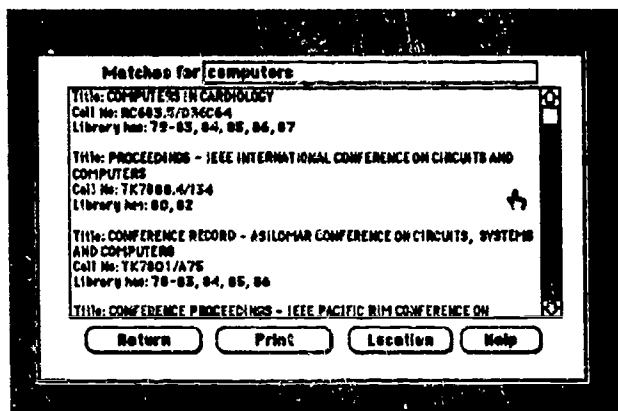 Matches for computers
Title: COMPUTERS IN CARDIOLOGY
Call No: RC683.5/D36C64
Library has: 79-83, 84, 85, 86, 87
Title: PROCEEDINGS - IEEE INTERNATIONAL CONFERENCE ON CIRCUITS AND
COMPUTERS
Call No: TK7888.4/I34
Library has: 80, 82
Title: CONFERENCE RECORD - ASILOMAR CONFERENCE ON CIRCUITS, SYSTEMS
AND COMPUTERS
Call No: TK7801/A75
Library has: 78-83, 84, 85, 86
Title: CONFERENCE PROCEEDINGS - IEEE PACIFIC RIM CONFERENCE ON
Return Print Location Help